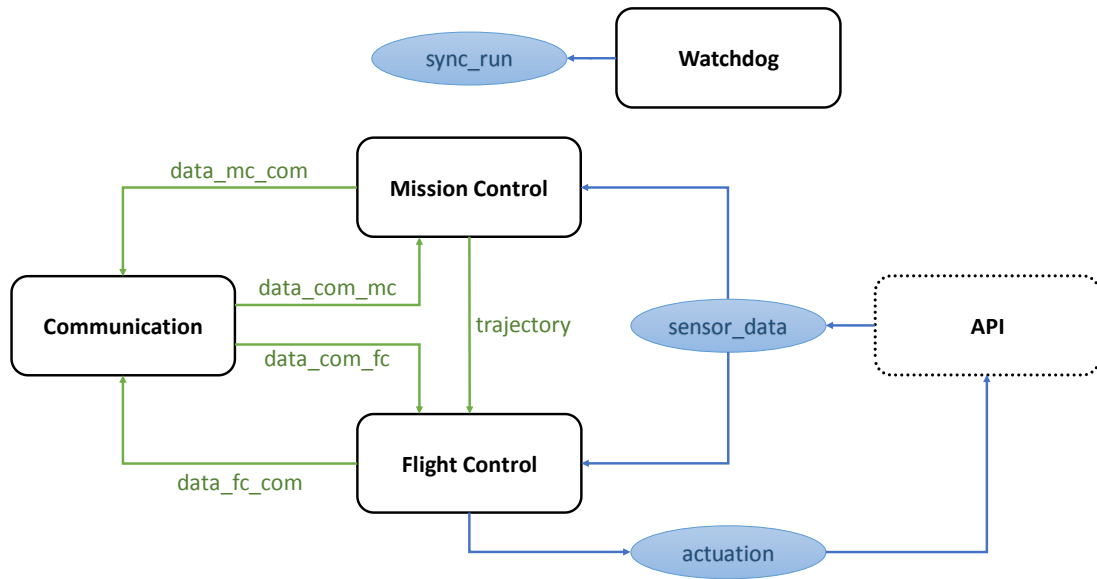 sync_run
Watchdog
data_mc_com
Mission Control
data_com_mc
Communication
trajectory
sensor_data
API
data_com_fc
Flight Control
data_fc_com
actuation